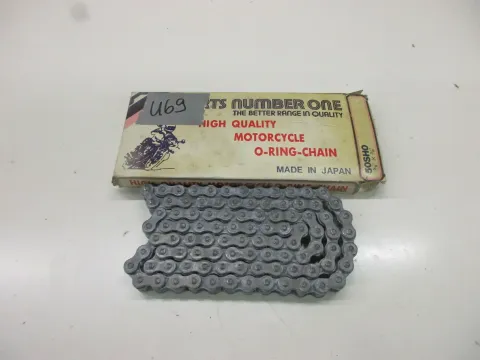 U69
NUMBER ONE
THE BETTER RANGE IN QUALITY
HIGH QUALITY
MOTORCYCLE
O-RING-CHAIN
MADE IN JAPAN
50SHO